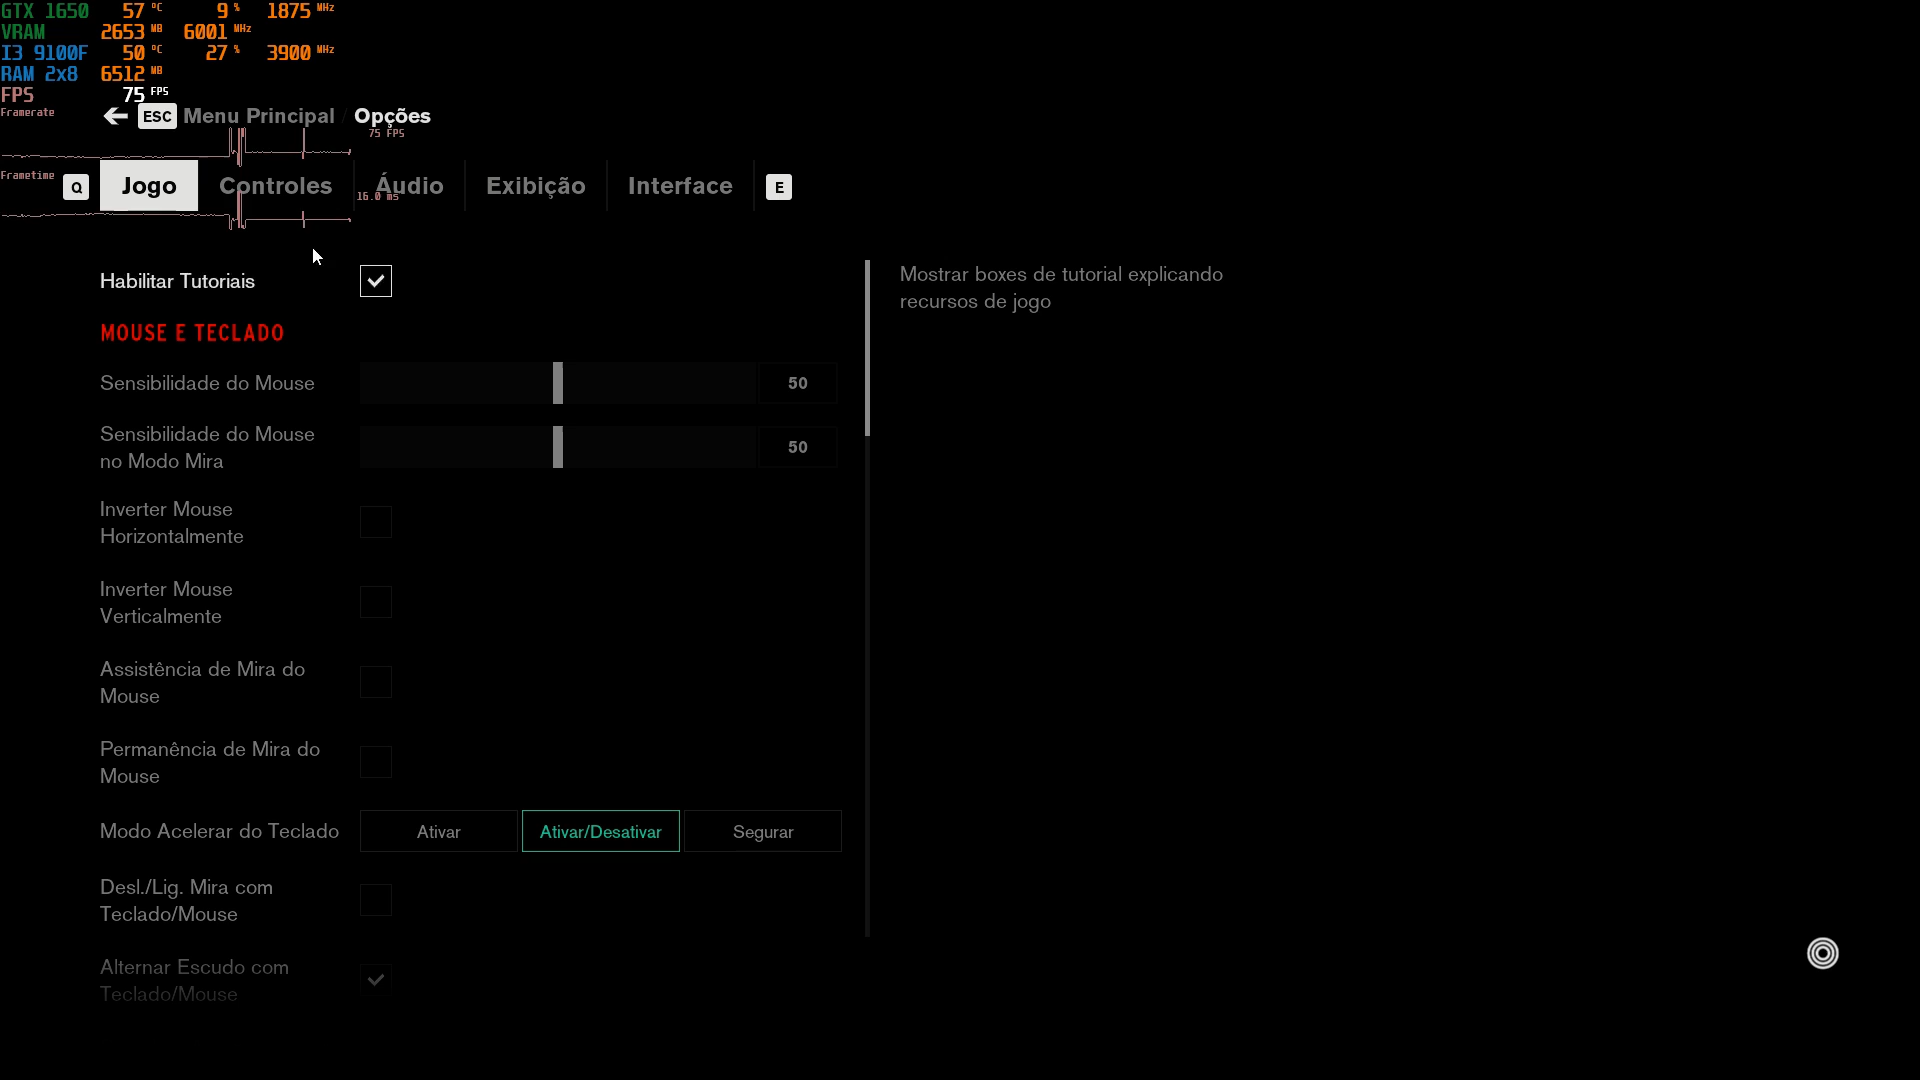 GTX 1650 57 °C 9 % 1875 MHz
VRAM 2653 MB 6001 MHz
I3 9100F 50 °C 27 % 3900 MHz
RAM 2x8 6512 MB
FPS 75 FPS
Framerate
ESC Menu Principal / Opções
75 FPS
Frametime
Q Jogo Controles Áudio Exibição Interface E
16.0 ms
Habilitar Tutoriais
Mostrar boxes de tutorial explicando
recursos de jogo
MOUSE E TECLADO
Sensibilidade do Mouse 50
Sensibilidade do Mouse
no Modo Mira 50
Inverter Mouse
Horizontalmente
Inverter Mouse
Verticalmente
Assistência de Mira do
Mouse
Permanência de Mira do
Mouse
Modo Acelerar do Teclado Ativar Ativar/Desativar Segurar
Desl./Lig. Mira com
Teclado/Mouse
Alternar Escudo com
Teclado/Mouse